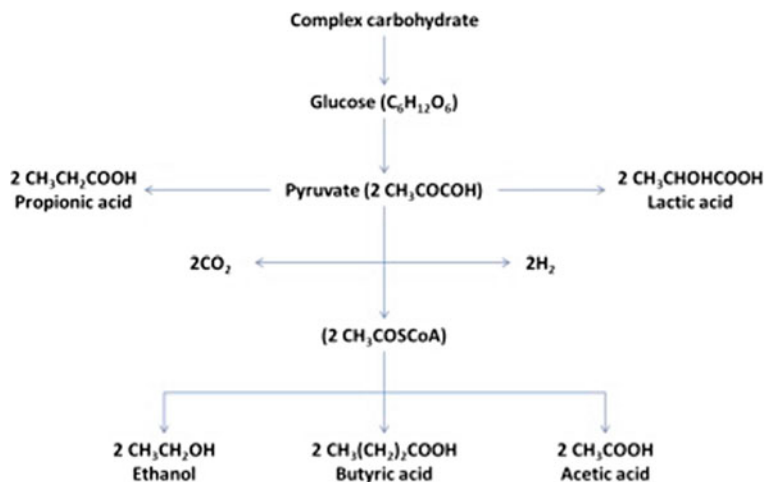 Complex carbohydrate
Glucose (C₆H₁₂O₆)
2 CH₃CH₂COOH
Propionic acid
Pyruvate (2 CH₃COCOH)
2 CH₃CHOHCOOH
Lactic acid
2CO₂
2H₂
(2 CH₃COSCoA)
2 CH₃CH₂OH
Ethanol
2 CH₃(CH₂)₂COOH
Butyric acid
2 CH₃COOH
Acetic acid